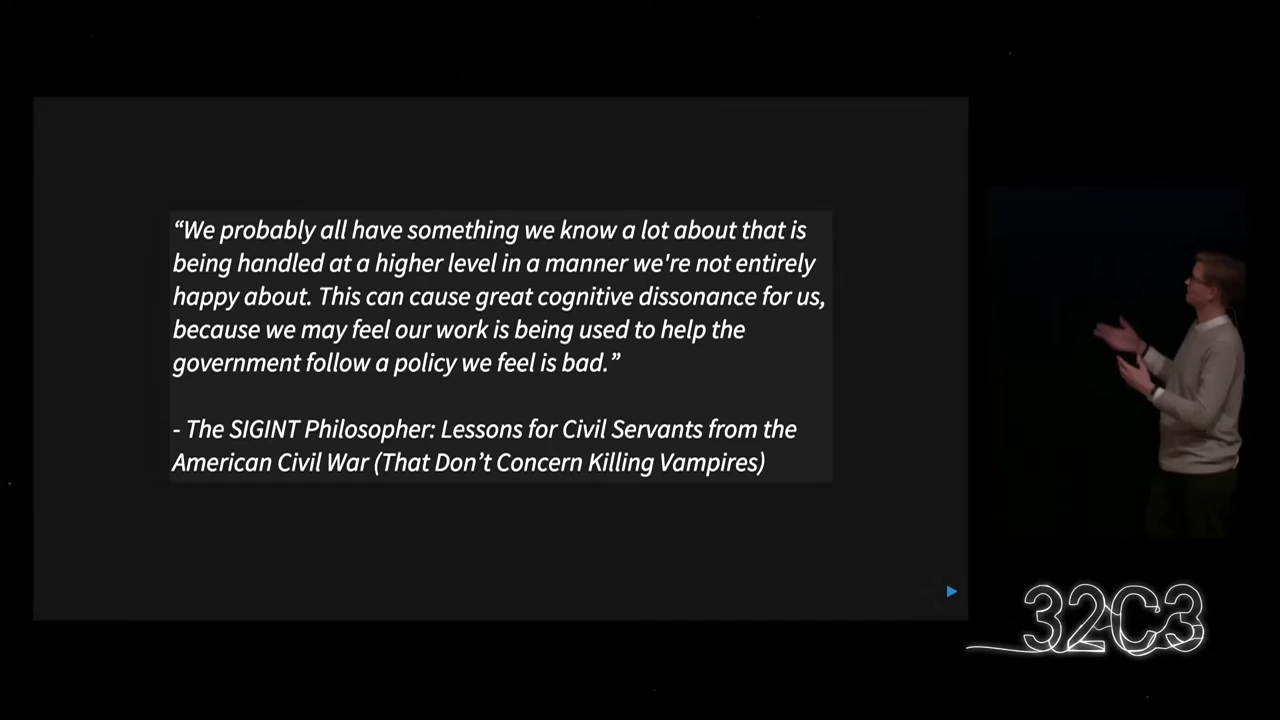 “We probably all have something we know a lot about that is
being handled at a higher level in a manner we're not entirely
happy about. This can cause great cognitive dissonance for us,
because we may feel our work is being used to help the
government follow a policy we feel is bad.”
- The SIGINT Philosopher: Lessons for Civil Servants from the
American Civil War (That Don’t Concern Killing Vampires)
32C3